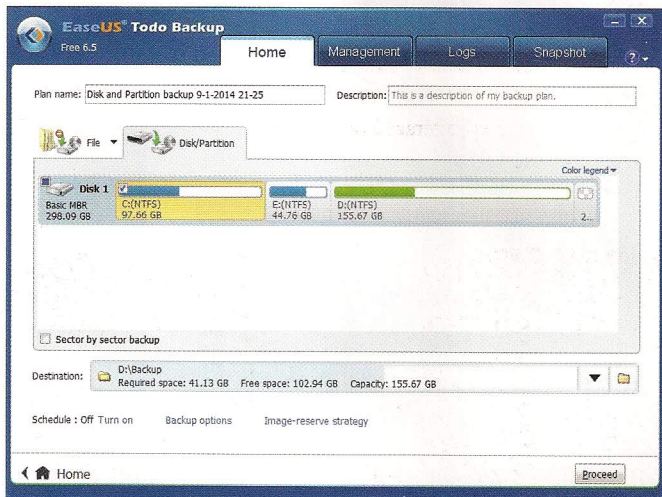 EaseUS® Todo Backup
Free 6.5
Home Management Logs Snapshot
Plan name: Disk and Partition backup 9-1-2014 21-25 Description: This is a description of my backup plan.
File Disk/Partition
Color legend
Disk 1
Basic MBR
298.09 GB
C:(NTFS)
97.66 GB
E:(NTFS)
44.76 GB
D:(NTFS)
155.67 GB
2...
Sector by sector backup
Destination: D:\Backup
Required space: 41.13 GB Free space: 102.94 GB Capacity: 155.67 GB
Schedule : Off Turn on Backup options Image-reserve strategy
Home Proceed